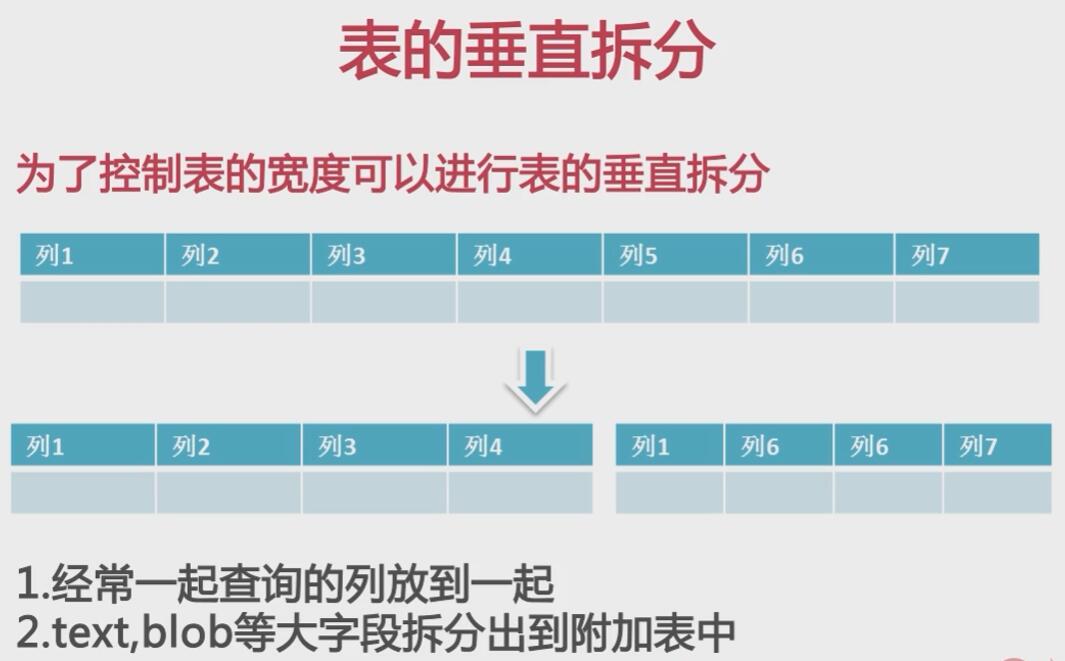 表的垂直拆分
为了控制表的宽度可以进行表的垂直拆分
列1 列2 列3 列4 列5 列6 列7
列1 列2 列3 列4 列1 列6 列6 列7
1.经常一起查询的列放到一起
2.text,blob等大字段拆分出到附加表中